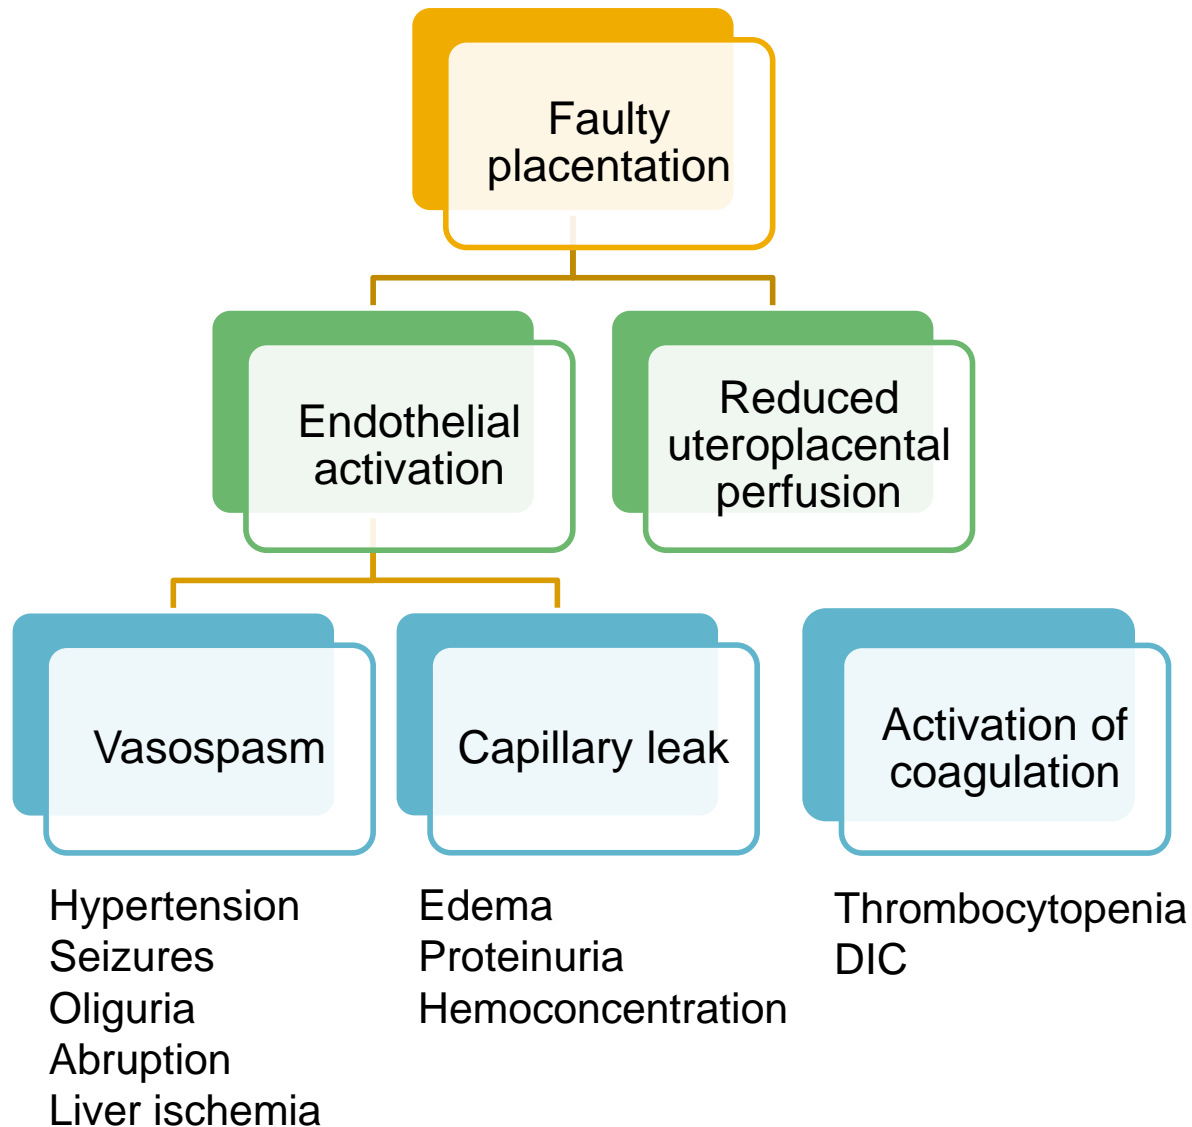 Faulty
placentation
Endothelial
activation
Reduced
uteroplacental
perfusion
Vasospasm
Capillary leak
Activation of
coagulation
Hypertension
Seizures
Oliguria
Abruption
Liver ischemia
Edema
Proteinuria
Hemoconcentration
Thrombocytopenia
DIC